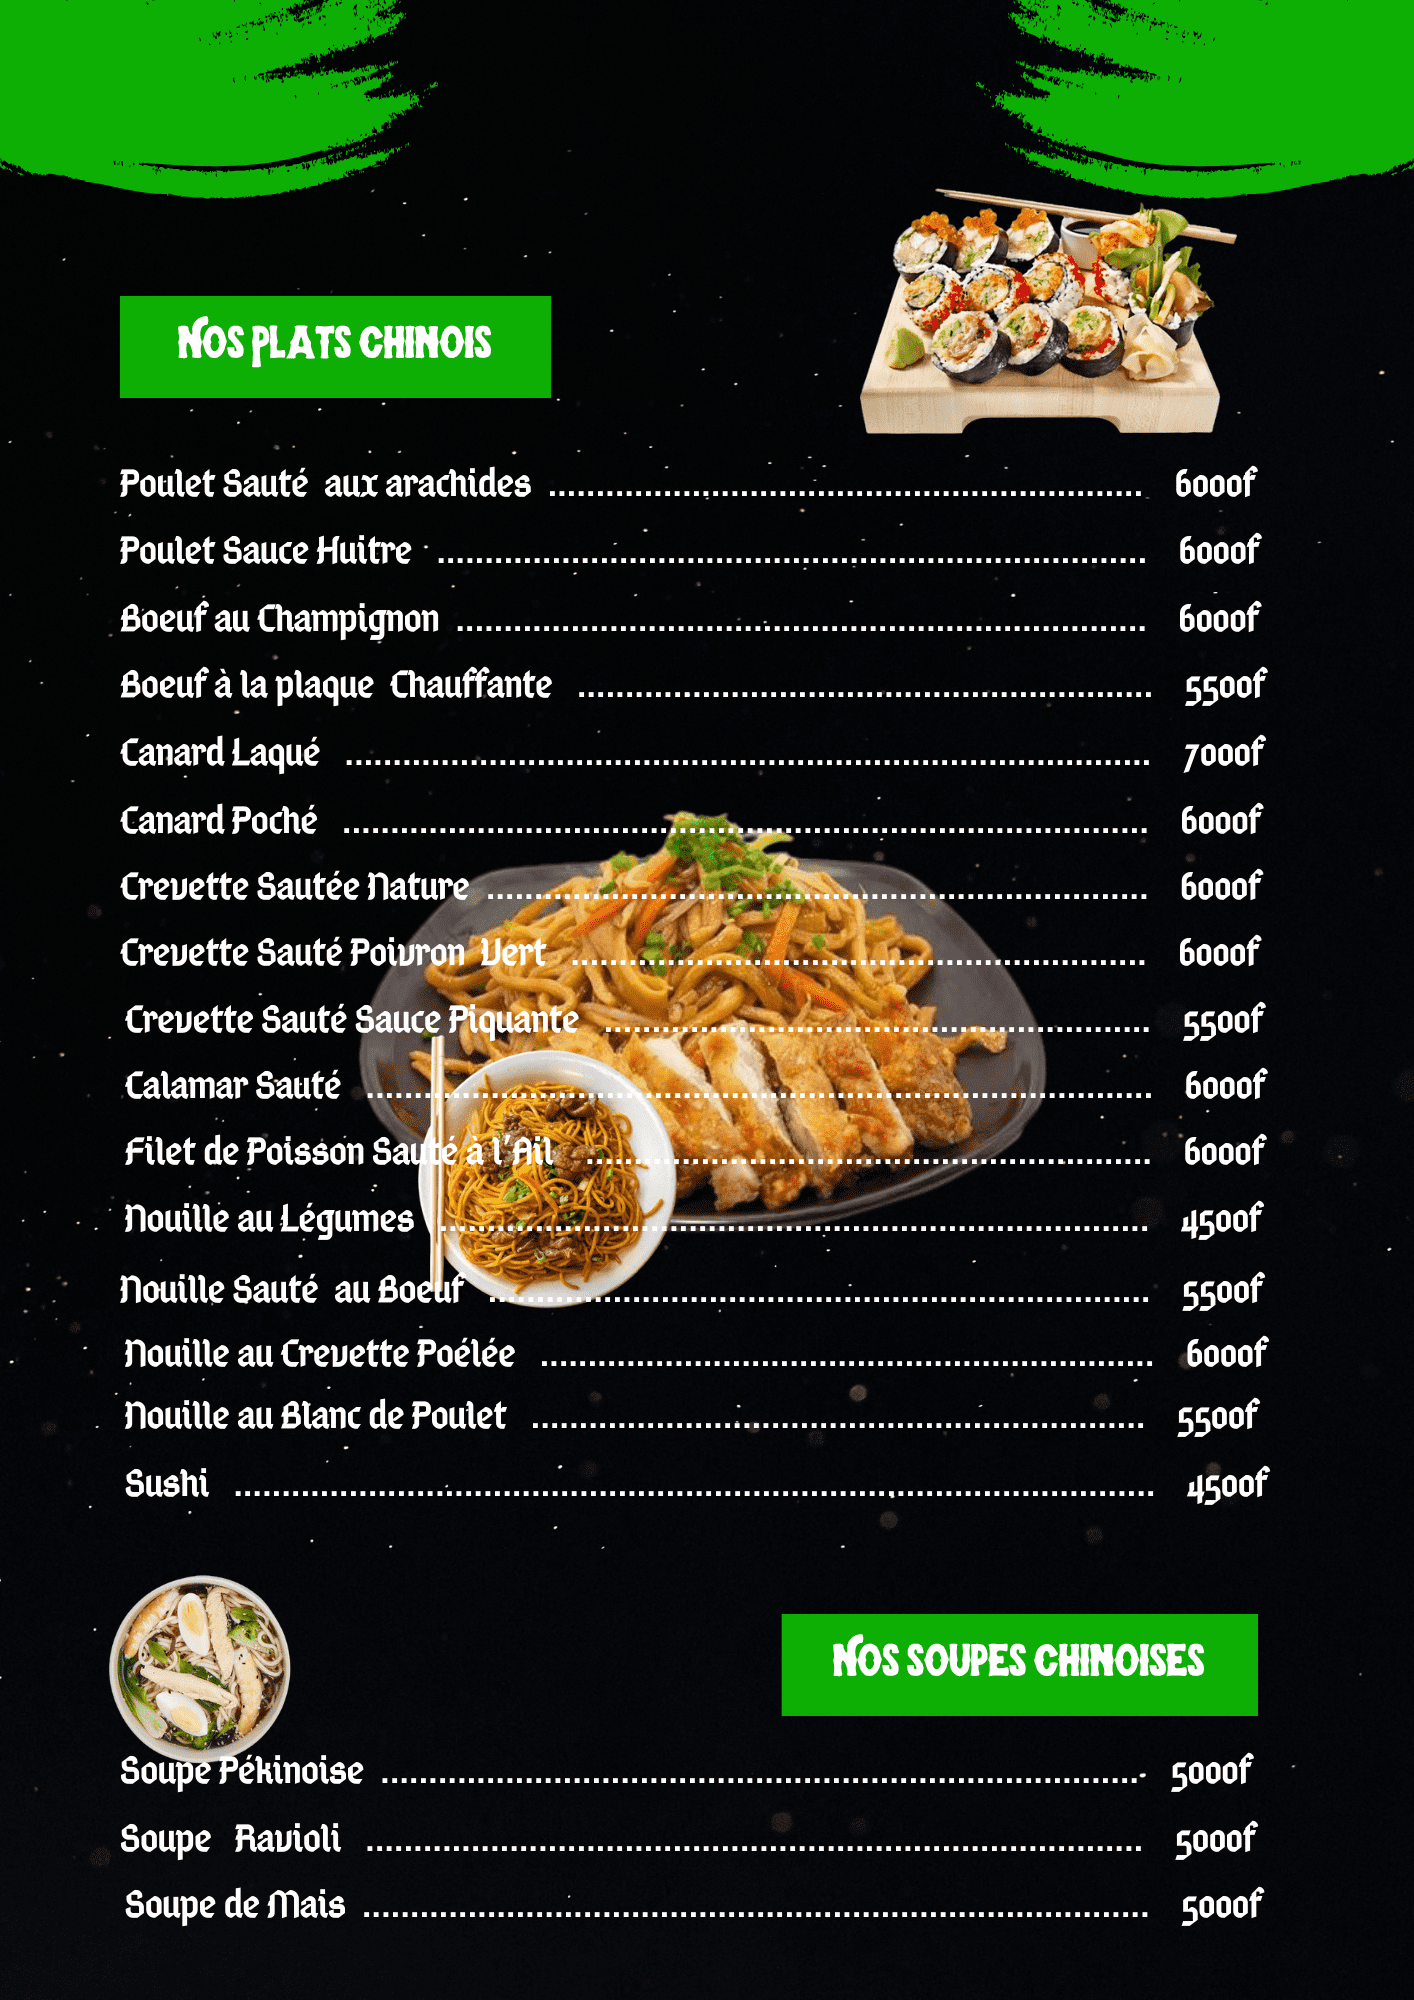 Nos plats chinois
Poulet Sauté aux arachides ............................................................... 6000f
Poulet Sauce Huitre ........................................................................... 6000f
Boeuf au Champignon ......................................................................... 6000f
Boeuf à la plaque Chauffante ............................................................. 5500f
Canard Laqué ..................................................................................... 7000f
Canard Poché ..................................................................................... 6000f
Crevette Sautée Nature ...................................................................... 6000f
Crevette Sauté Poivron Vert ............................................................. 6000f
Crevette Sauté Sauce Piquante .......................................................... 5500f
Calamar Sauté ................................................................................... 6000f
Filet de Poisson Sauté à l'Ail ............................................................ 6000f
Nouille au Légumes ........................................................................... 4500f
Nouille Sauté au Boeuf ...................................................................... 5500f
Nouille au Crevette Poélée ................................................................. 6000f
Nouille au Blanc de Poulet ................................................................. 5500f
Sushi ................................................................................................. 4500f
Nos soupes chinoises
Soupe Pékinoise ................................................................................ 5000f
Soupe Ravioli .................................................................................. 5000f
Soupe de Mais ................................................................................... 5000f